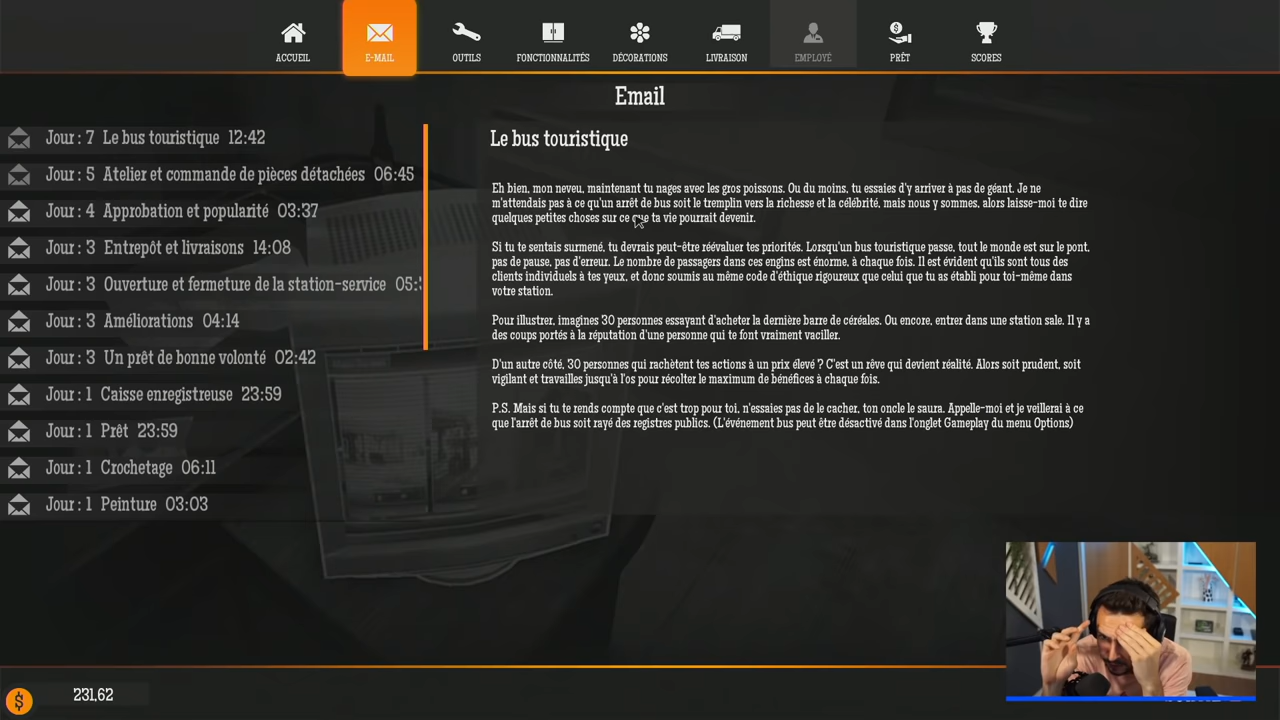 ACCUEIL
E-MAIL
OUTILS
FONCTIONNALITÉS
DÉCORATIONS
LIVRAISON
EMPLOYÉ
PRÊT
SCORES
Email
Jour : 7 Le bus touristique 12:42
Jour : 5 Atelier et commande de pièces détachées 06:45
Jour : 4 Approbation et popularité 03:37
Jour : 3 Entrepôt et livraisons 14:08
Jour : 3 Ouverture et fermeture de la station-service 05:
Jour : 3 Améliorations 04:14
Jour : 3 Un prêt de bonne volonté 02:42
Jour : 1 Caisse enregistreuse 23:59
Jour : 1 Prêt 23:59
Jour : 1 Crochetage 06:11
Jour : 1 Peinture 03:03
Le bus touristique
Eh bien, mon neveu, maintenant tu nages avec les gros poissons. Ou du moins, tu essaies d'y arriver à pas de géant. Je ne
m'attendais pas à ce qu'un arrêt de bus soit le tremplin vers la richesse et la célébrité, mais nous y sommes, alors laisse-moi te dire
quelques petites choses sur ce que ta vie pourrait devenir.
Si tu te sentais surmené, tu devrais peut-être réévaluer tes priorités. Lorsqu'un bus touristique passe, tout le monde est sur le pont,
pas de pause, pas d'erreur. Le nombre de passagers dans ces engins est énorme, à chaque fois. Il est évident qu'ils sont tous des
clients individuels à tes yeux, et donc soumis au même code d'éthique rigoureux que celui que tu as établi pour toi-même dans
votre station.
Pour illustrer, imagines 30 personnes essayant d'acheter la dernière barre de céréales. Ou encore, entrer dans une station sale. Il y a
des coups portés à la réputation d'une personne qui te font vraiment vaciller.
D'un autre côté, 30 personnes qui rachètent tes actions à un prix élevé ? C'est un rêve qui devient réalité. Alors soit prudent, soit
vigilant et travailles jusqu'à l'os pour récolter le maximum de bénéfices à chaque fois.
P.S. Mais si tu te rends compte que c'est trop pour toi, n'essaies pas de le cacher, ton oncle le saura. Appelle-moi et je veillerai à ce
que l'arrêt de bus soit rayé des registres publics. (L'événement bus peut être désactivé dans l'onglet Gameplay du menu Options)
231,62